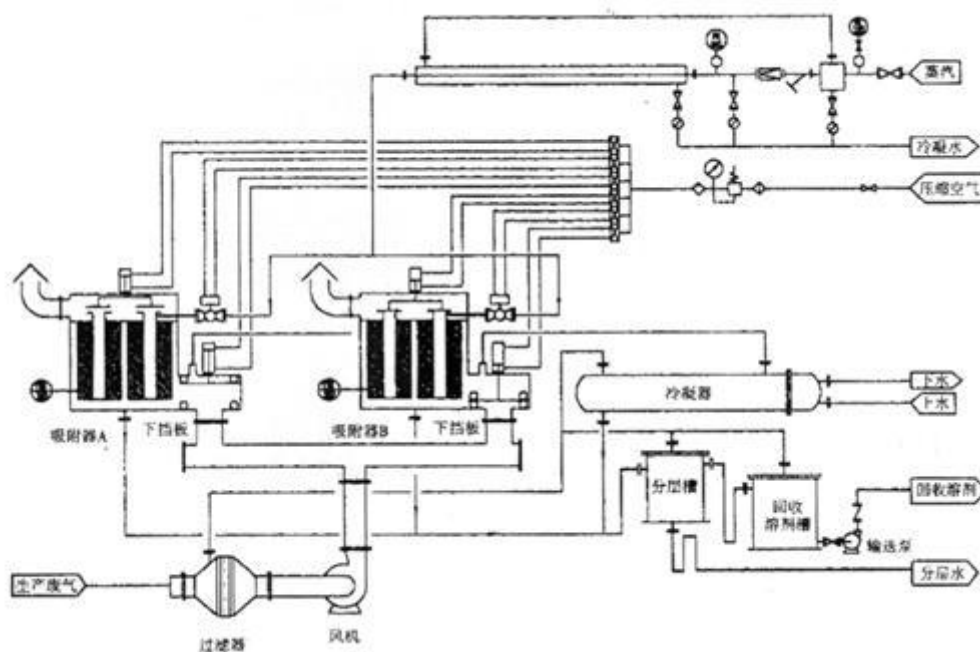 蒸汽
冷凝水
压缩空气
吸附器A
下挡板
吸附器B
下挡板
冷凝器
上水
下水
分层槽
回收
溶剂槽
回收溶剂
输送泵
分层水
生产废气
过滤器
风机